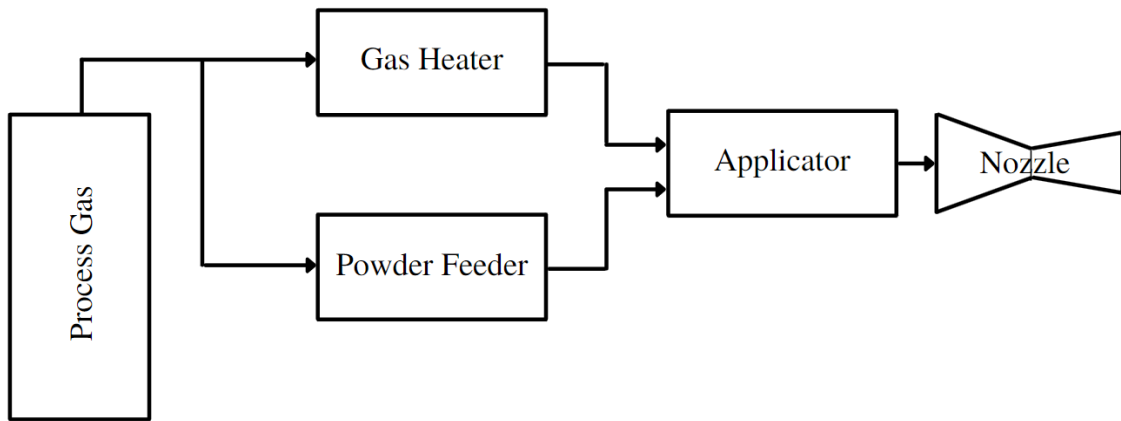 Process Gas
Gas Heater
Powder Feeder
Applicator
Nozzle